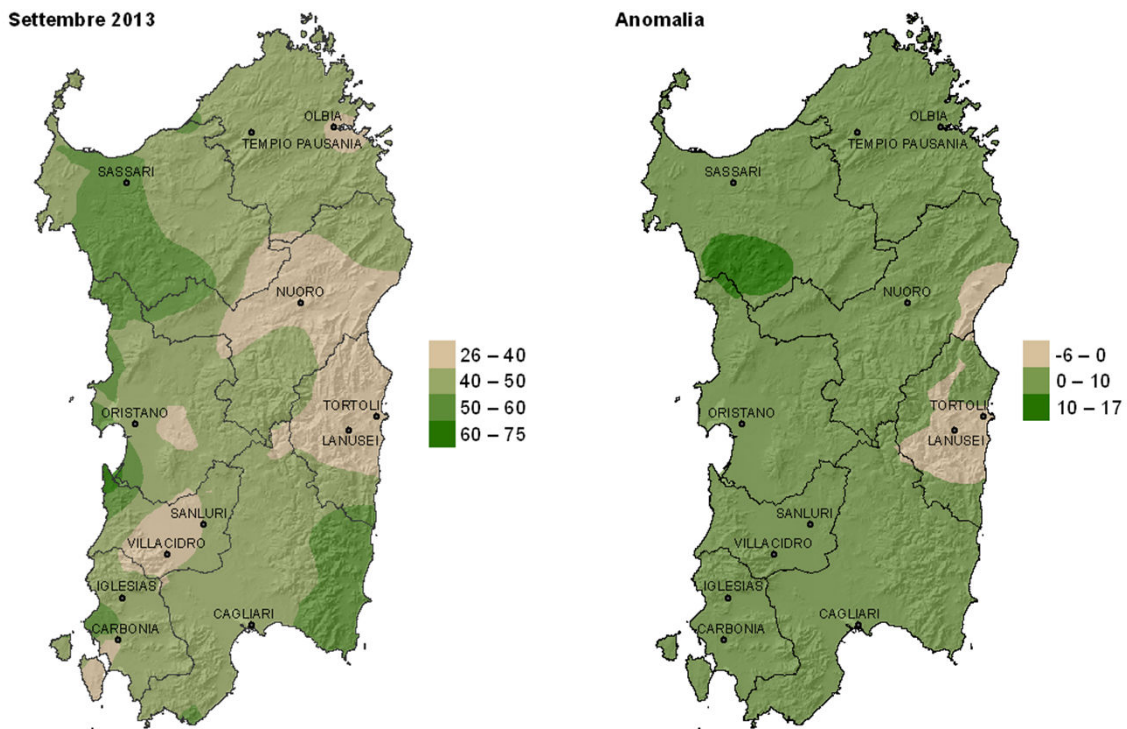 Settembre 2013
OLBIA
TEMPIO PAUSANIA
SASSARI
NUORO
ORISTANO
TORTOLI
LANUSEI
SANLURI
VILLACIDRO
IGLESIAS
CAGLIARI
CARBONIA
26 – 40
40 – 50
50 – 60
60 – 75
Anomalia
OLBIA
TEMPIO PAUSANIA
SASSARI
NUORO
ORISTANO
TORTOLI
LANUSEI
SANLURI
VILLACIDRO
IGLESIAS
CAGLIARI
CARBONIA
-6 – 0
0 – 10
10 – 17